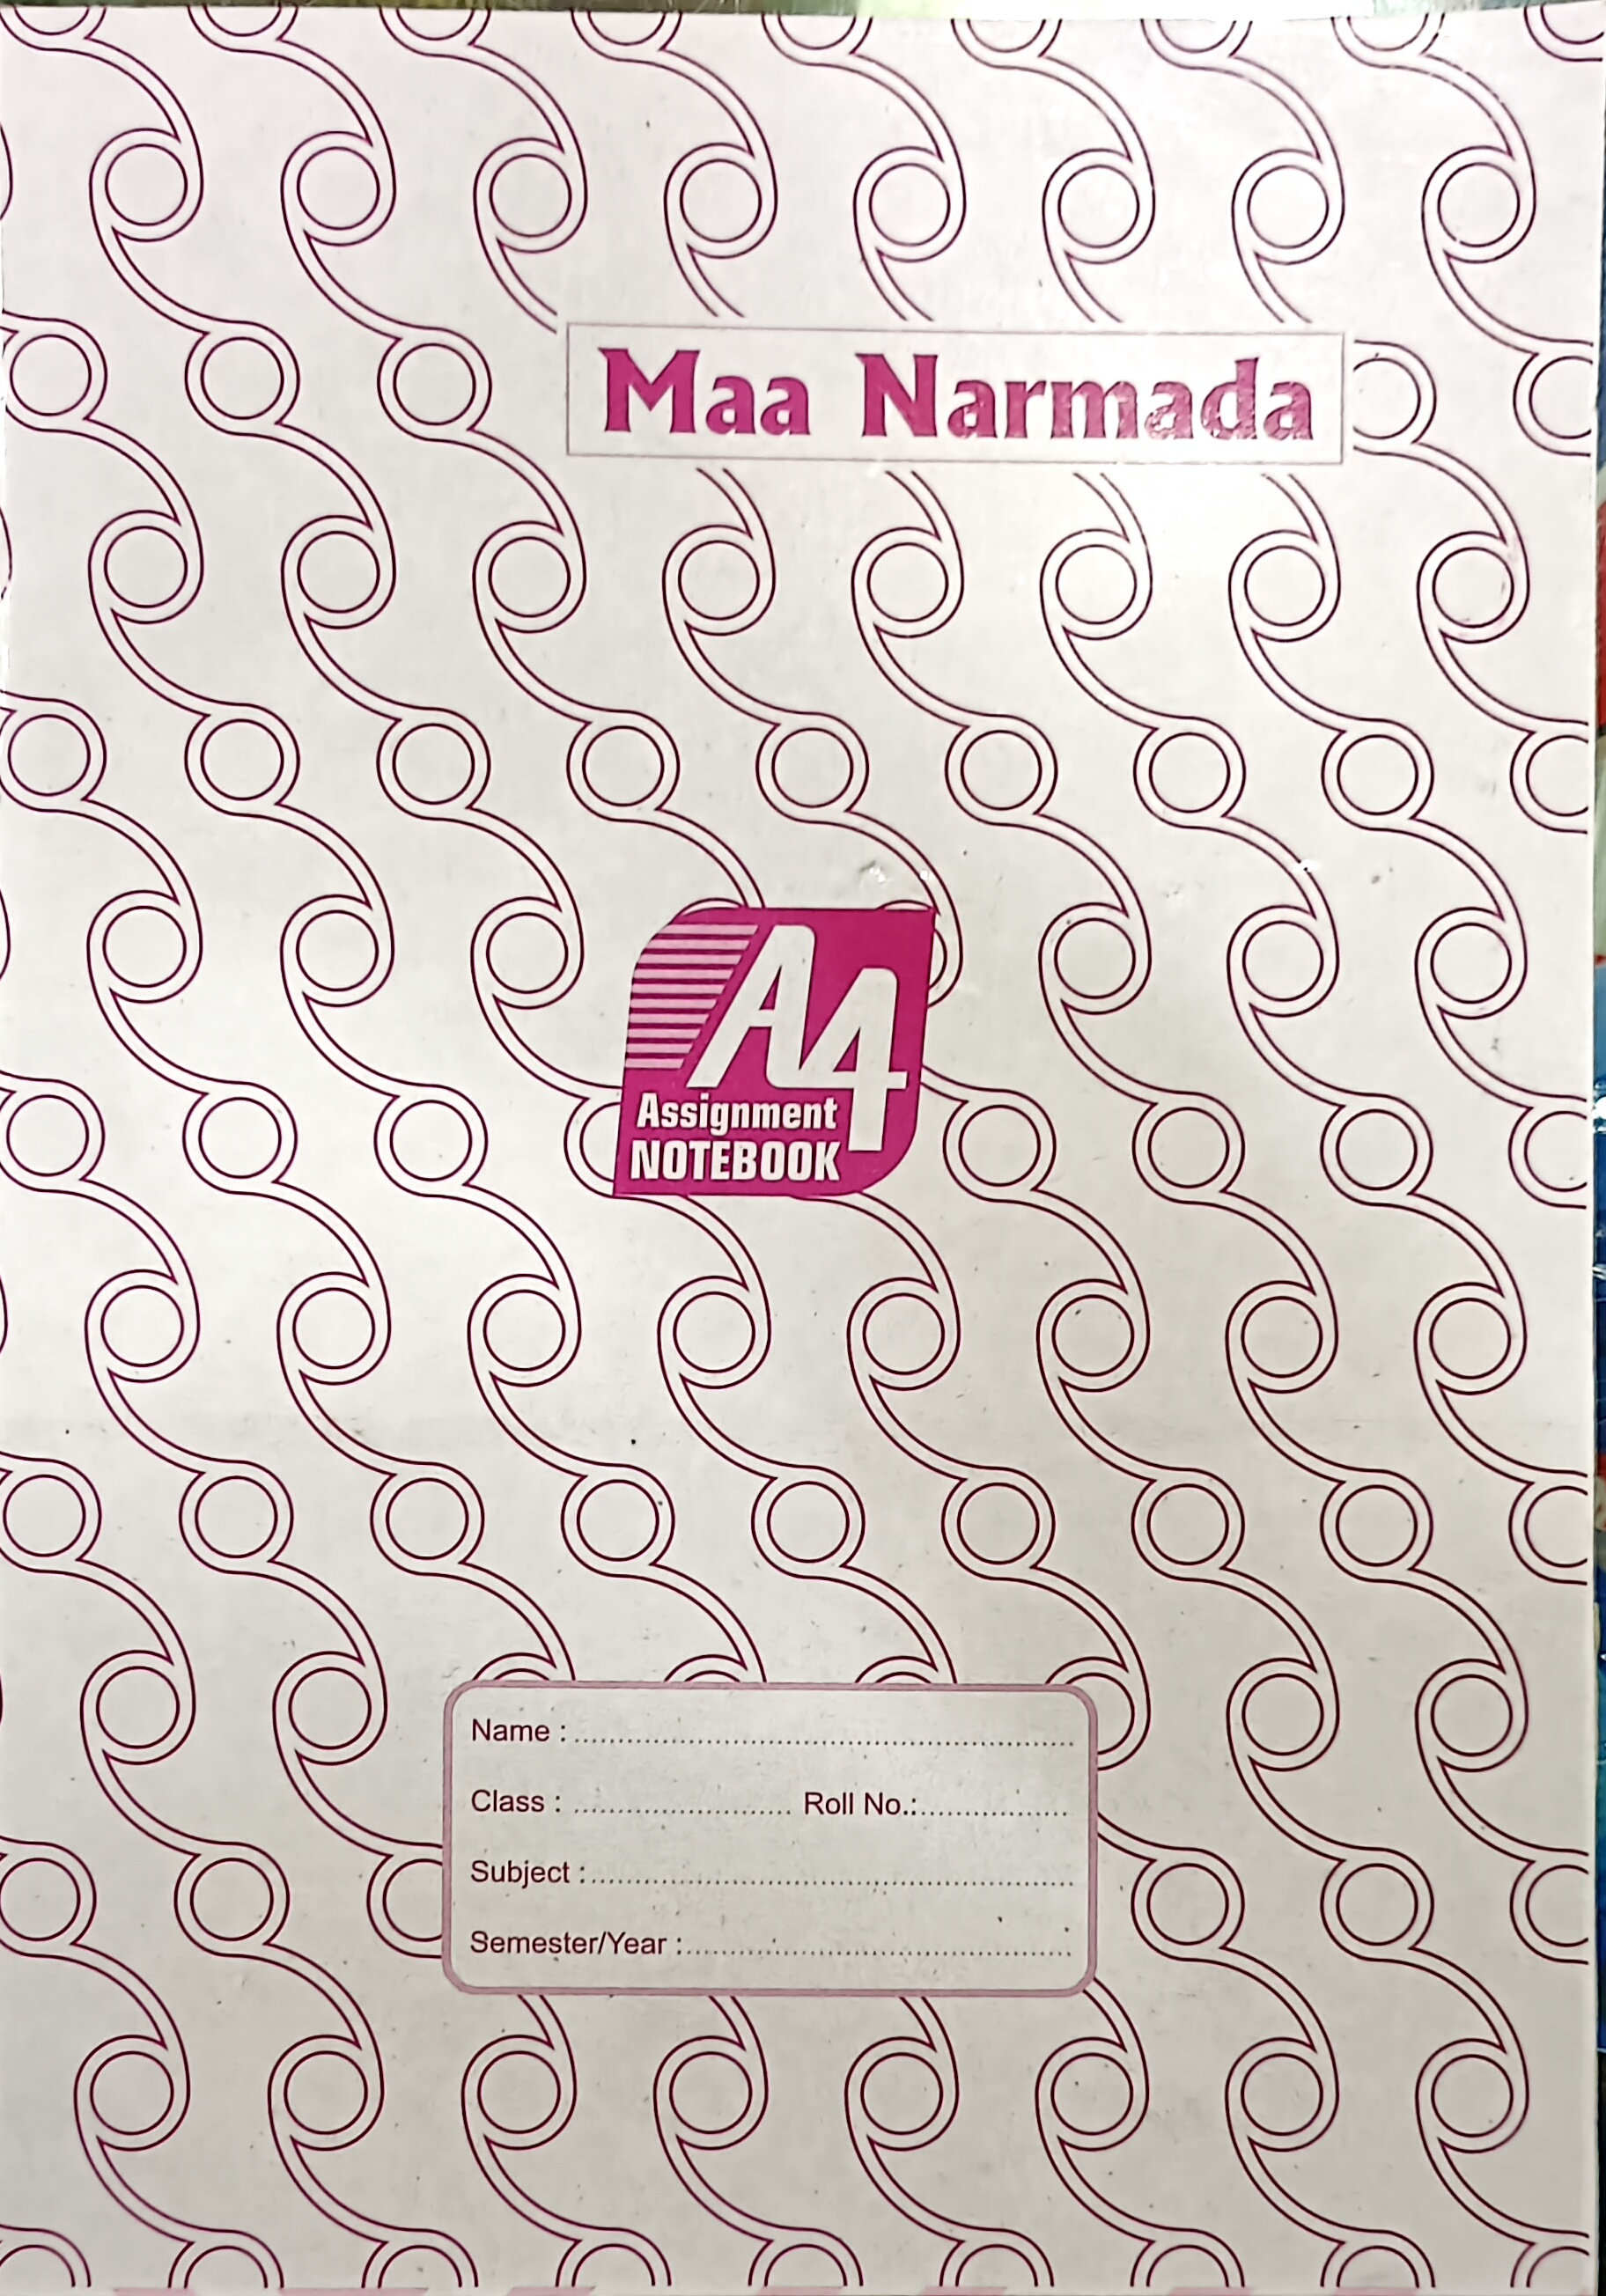 Maa Narmada
A4
Assignment
NOTEBOOK
Name : ................................................................
Class : ............................ Roll No.:...................
Subject :..............................................................
Semester/Year :..................................................